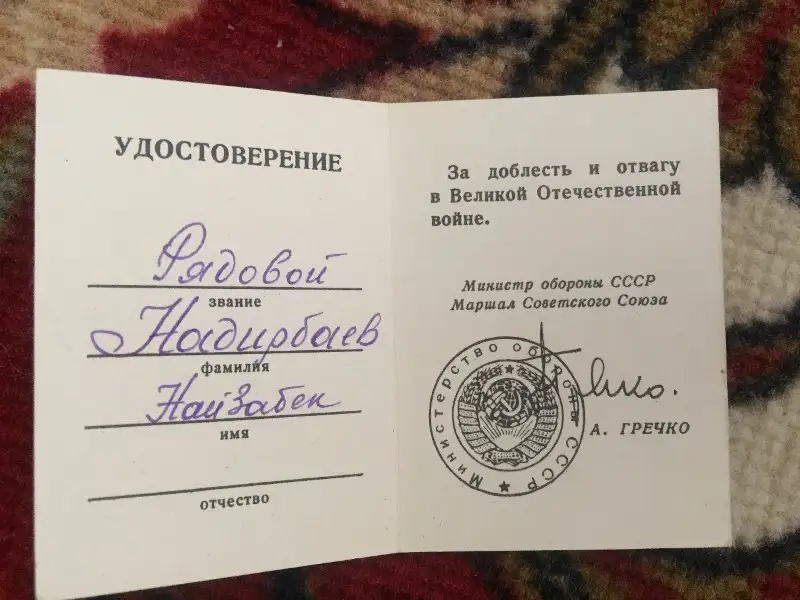 УДОСТОВЕРЕНИЕ
Рядовой
звание
Надирбаев
фамилия
Найзабек
имя
отчество
За доблесть и отвагу
в Великой Отечественной
войне.
Министр обороны СССР
Маршал Советского Союза
Министерство обороны СССР
А. ГРЕЧКО